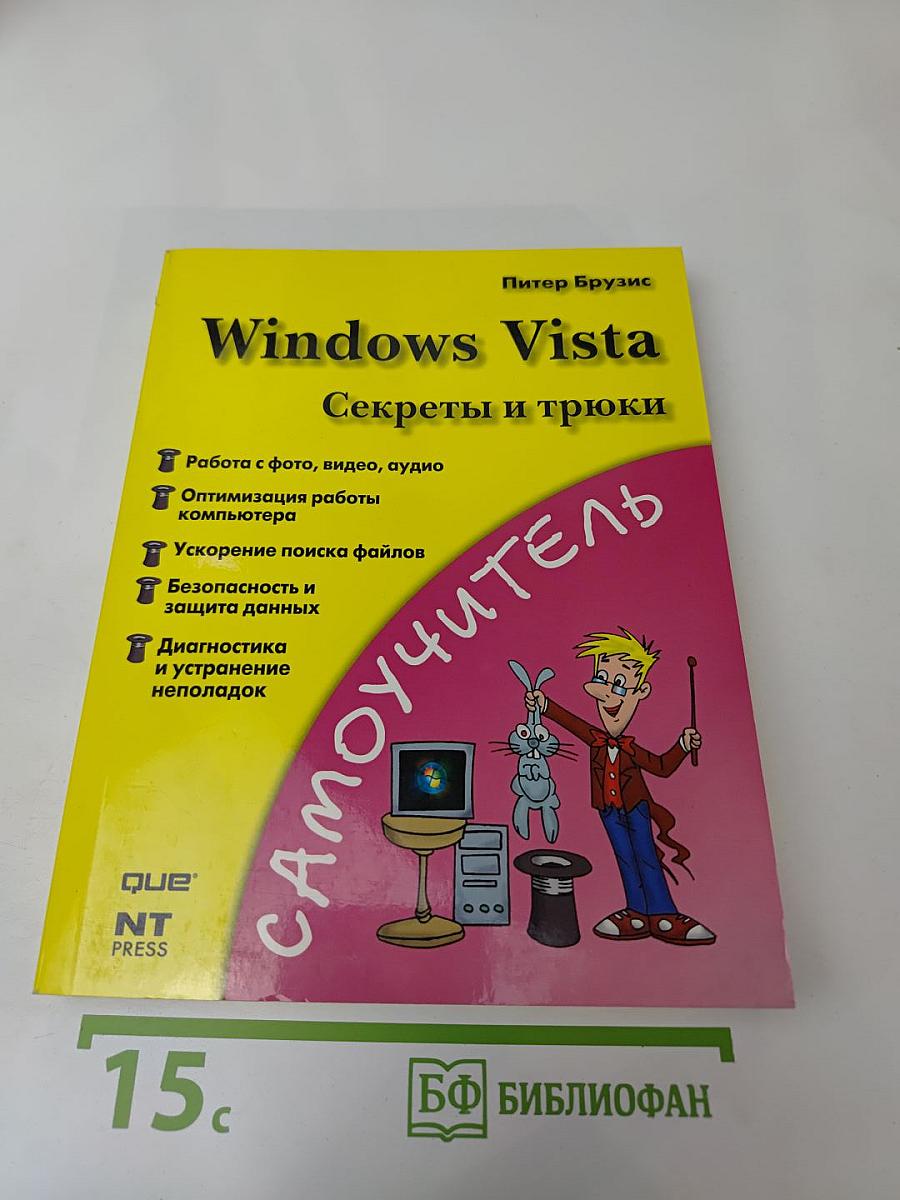 Питер Брузис
Windows Vista
Секреты и трюки
Работа с фото, видео, аудио
Оптимизация работы
компьютера
Ускорение поиска файлов
Безопасность и
защита данных
Диагностика
и устранение
неполадок
САМОУЧИТЕЛЬ
QUE®
NT
PRESS
15 с
БФ БИБЛИОФАН